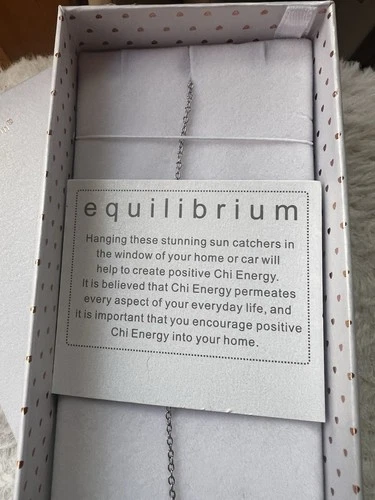 equilibrium
Hanging these stunning sun catchers in
the window of your home or car will
help to create positive Chi Energy.
It is believed that Chi Energy permeates
every aspect of your everyday life, and
it is important that you encourage positive
Chi Energy into your home.